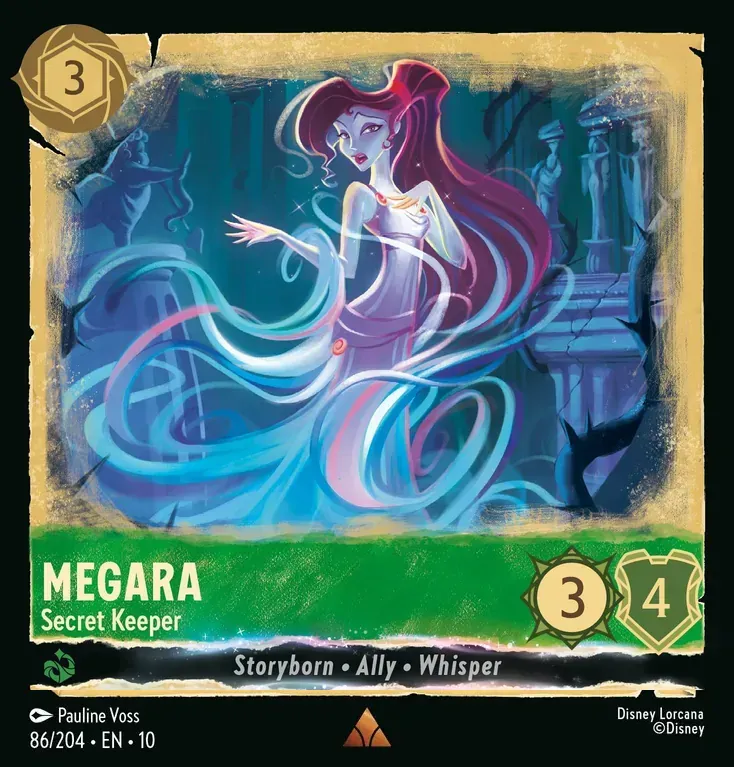 3
MEGARA
Secret Keeper
3
4
Storyborn • Ally • Whisper
Pauline Voss
86/204 • EN • 10
Disney Lorcana
©Disney